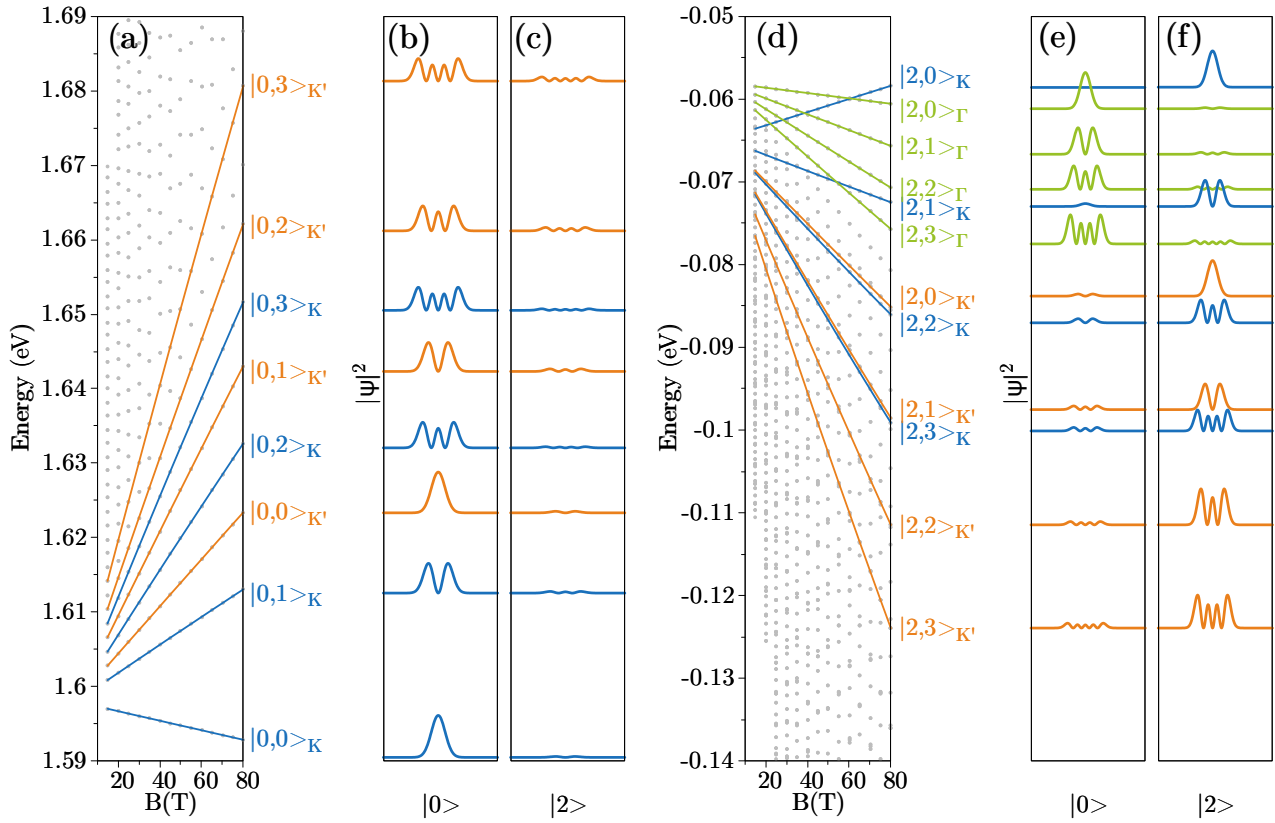 (a)
(b)
(c)
(d)
(e)
(f)
Energy (eV)
1.69
1.68
1.67
1.66
1.65
1.64
1.63
1.62
1.61
1.6
1.59
20 40 60 80
B(T)
|0,3>K'
|0,2>K'
|0,3>K
|0,1>K'
|0,2>K
|0,0>K'
|0,1>K
|0,0>K
|ψ|²
|0>
|2>
Energy (eV)
-0.05
-0.06
-0.07
-0.08
-0.09
-0.1
-0.11
-0.12
-0.13
-0.14
20 40 60 80
B(T)
|2,0>K
|2,0>Γ
|2,1>Γ
|2,2>Γ
|2,1>K
|2,3>Γ
|2,0>K'
|2,2>K
|2,1>K'
|2,3>K
|2,2>K'
|2,3>K'
|ψ|²
|0>
|2>